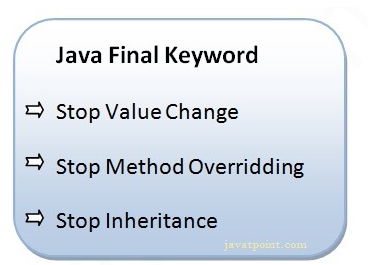 Java Final Keyword
⇨ Stop Value Change
⇨ Stop Method Overridding
⇨ Stop Inheritance
javatpoint.com